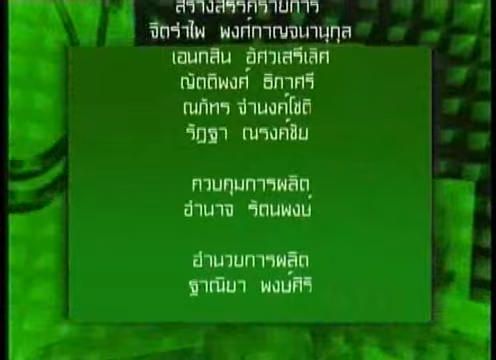 สร้างสรรค์รายการ
จิตรำไพ พงศ์กาญจนานุกูล
เอนกสิน อัศวเสรีเลิศ
ญัตติพงศ์ ธิภาศรี
ณภัทร จำนงค์โชติ
รัฏฐา ณรงค์ชัย
ควบคุมการผลิต
อำนาจ รัตนพงษ์
อำนวยการผลิต
ฐาณิยา พงษ์ศิริ